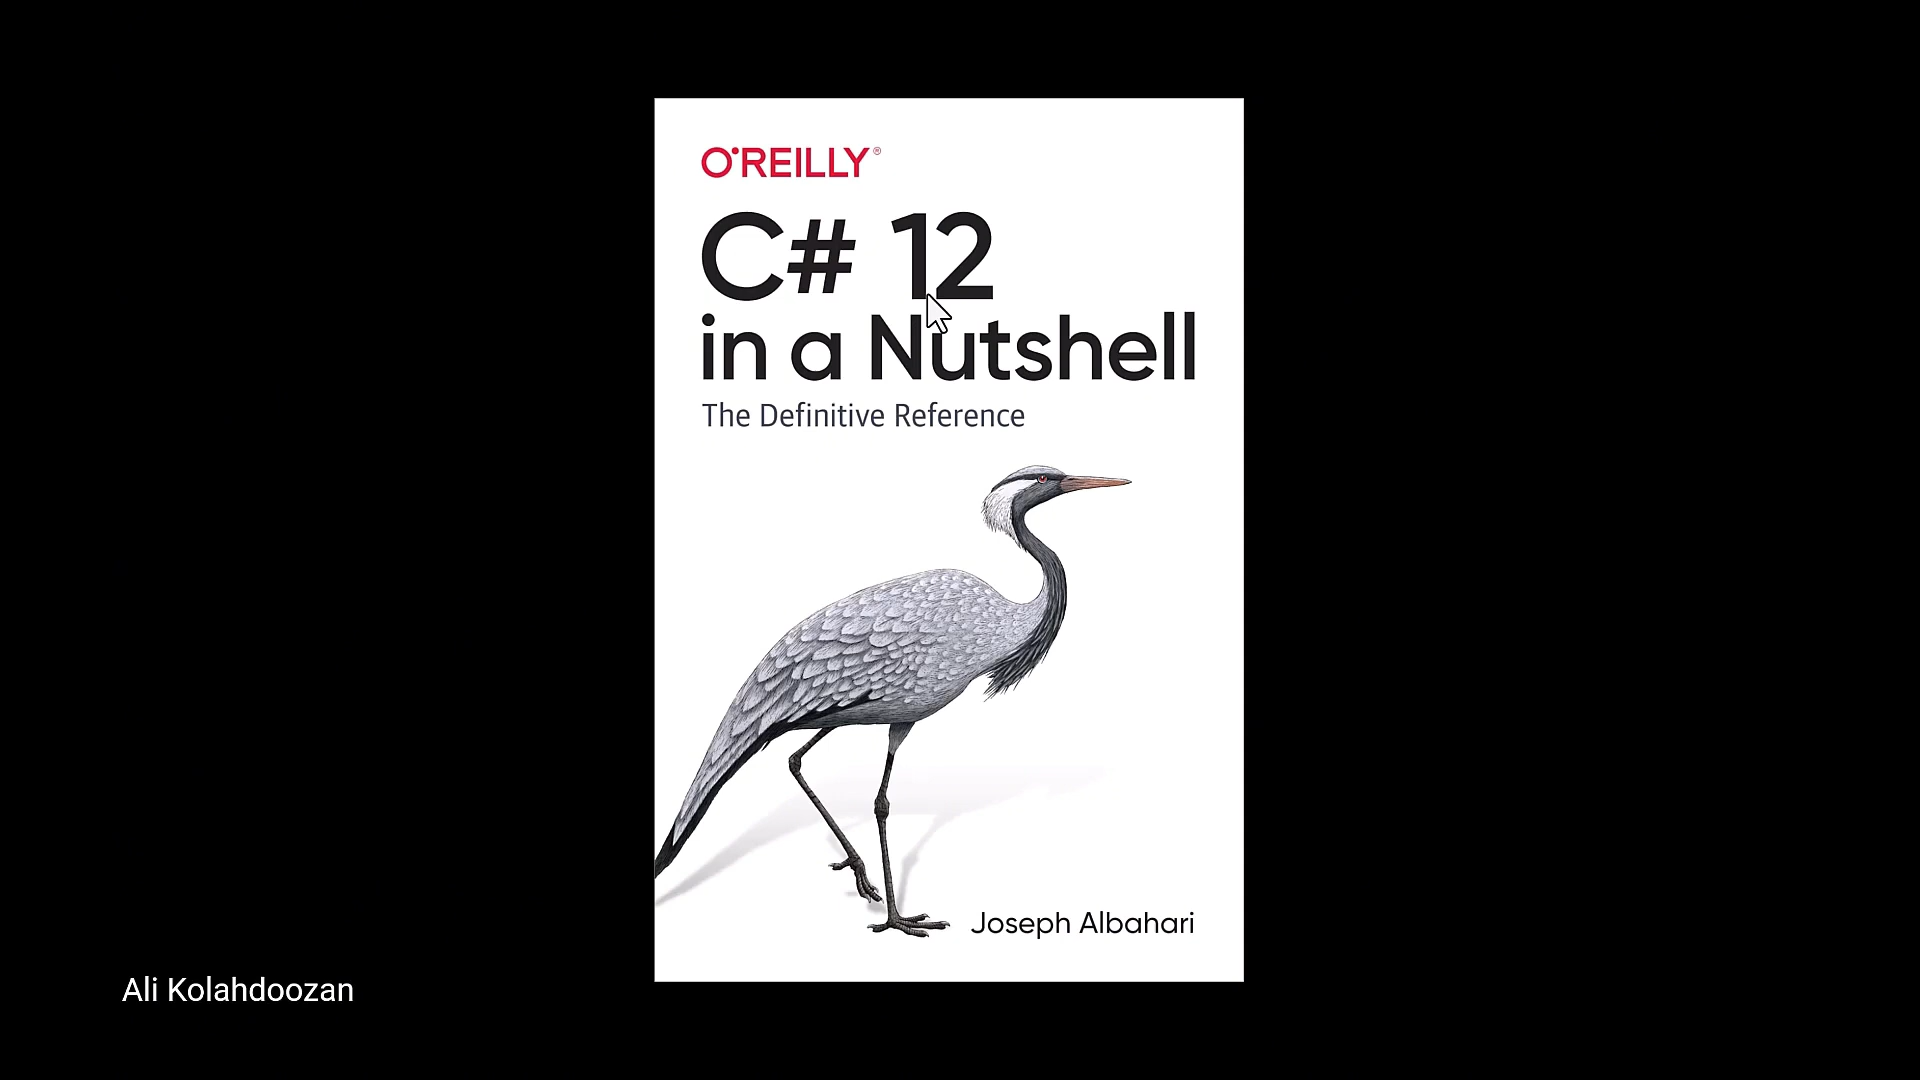 O'REILLY®
C# 12
in a Nutshell
The Definitive Reference
Joseph Albahari
Ali Kolahdoozan